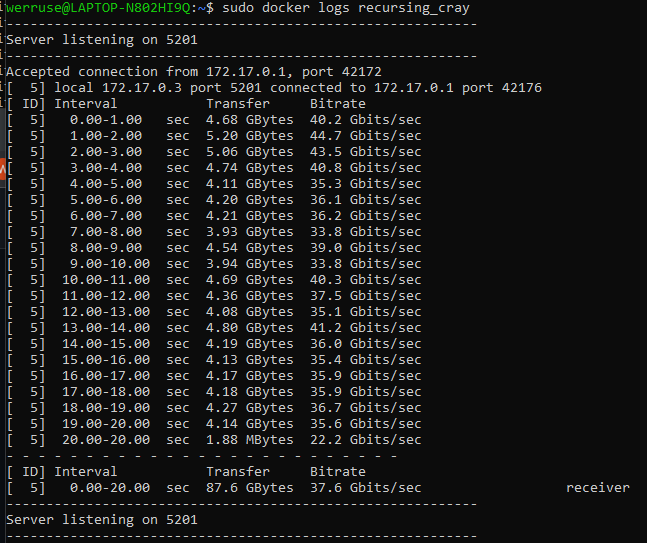 werruse@LAPTOP-N802HI9Q:~$ sudo docker logs recursing_cray
-----------------------------------------------------------
Server listening on 5201
-----------------------------------------------------------
Accepted connection from 172.17.0.1, port 42172
[  5] local 172.17.0.3 port 5201 connected to 172.17.0.1 port 42176
[ ID] Interval           Transfer     Bitrate
[  5]   0.00-1.00   sec  4.68 GBytes  40.2 Gbits/sec
[  5]   1.00-2.00   sec  5.20 GBytes  44.7 Gbits/sec
[  5]   2.00-3.00   sec  5.06 GBytes  43.5 Gbits/sec
[  5]   3.00-4.00   sec  4.74 GBytes  40.8 Gbits/sec
[  5]   4.00-5.00   sec  4.11 GBytes  35.3 Gbits/sec
[  5]   5.00-6.00   sec  4.20 GBytes  36.1 Gbits/sec
[  5]   6.00-7.00   sec  4.21 GBytes  36.2 Gbits/sec
[  5]   7.00-8.00   sec  3.93 GBytes  33.8 Gbits/sec
[  5]   8.00-9.00   sec  4.54 GBytes  39.0 Gbits/sec
[  5]   9.00-10.00  sec  3.94 GBytes  33.8 Gbits/sec
[  5]  10.00-11.00  sec  4.69 GBytes  40.3 Gbits/sec
[  5]  11.00-12.00  sec  4.36 GBytes  37.5 Gbits/sec
[  5]  12.00-13.00  sec  4.08 GBytes  35.1 Gbits/sec
[  5]  13.00-14.00  sec  4.80 GBytes  41.2 Gbits/sec
[  5]  14.00-15.00  sec  4.19 GBytes  36.0 Gbits/sec
[  5]  15.00-16.00  sec  4.13 GBytes  35.4 Gbits/sec
[  5]  16.00-17.00  sec  4.17 GBytes  35.9 Gbits/sec
[  5]  17.00-18.00  sec  4.18 GBytes  35.9 Gbits/sec
[  5]  18.00-19.00  sec  4.27 GBytes  36.7 Gbits/sec
[  5]  19.00-20.00  sec  4.14 GBytes  35.6 Gbits/sec
[  5]  20.00-20.00  sec  1.88 MBytes  22.2 Gbits/sec
- - - - - - - - - - - - - - - - - - - - - - - - -
[ ID] Interval           Transfer     Bitrate
[  5]   0.00-20.00  sec  87.6 GBytes  37.6 Gbits/sec                  receiver
-----------------------------------------------------------
Server listening on 5201
-----------------------------------------------------------